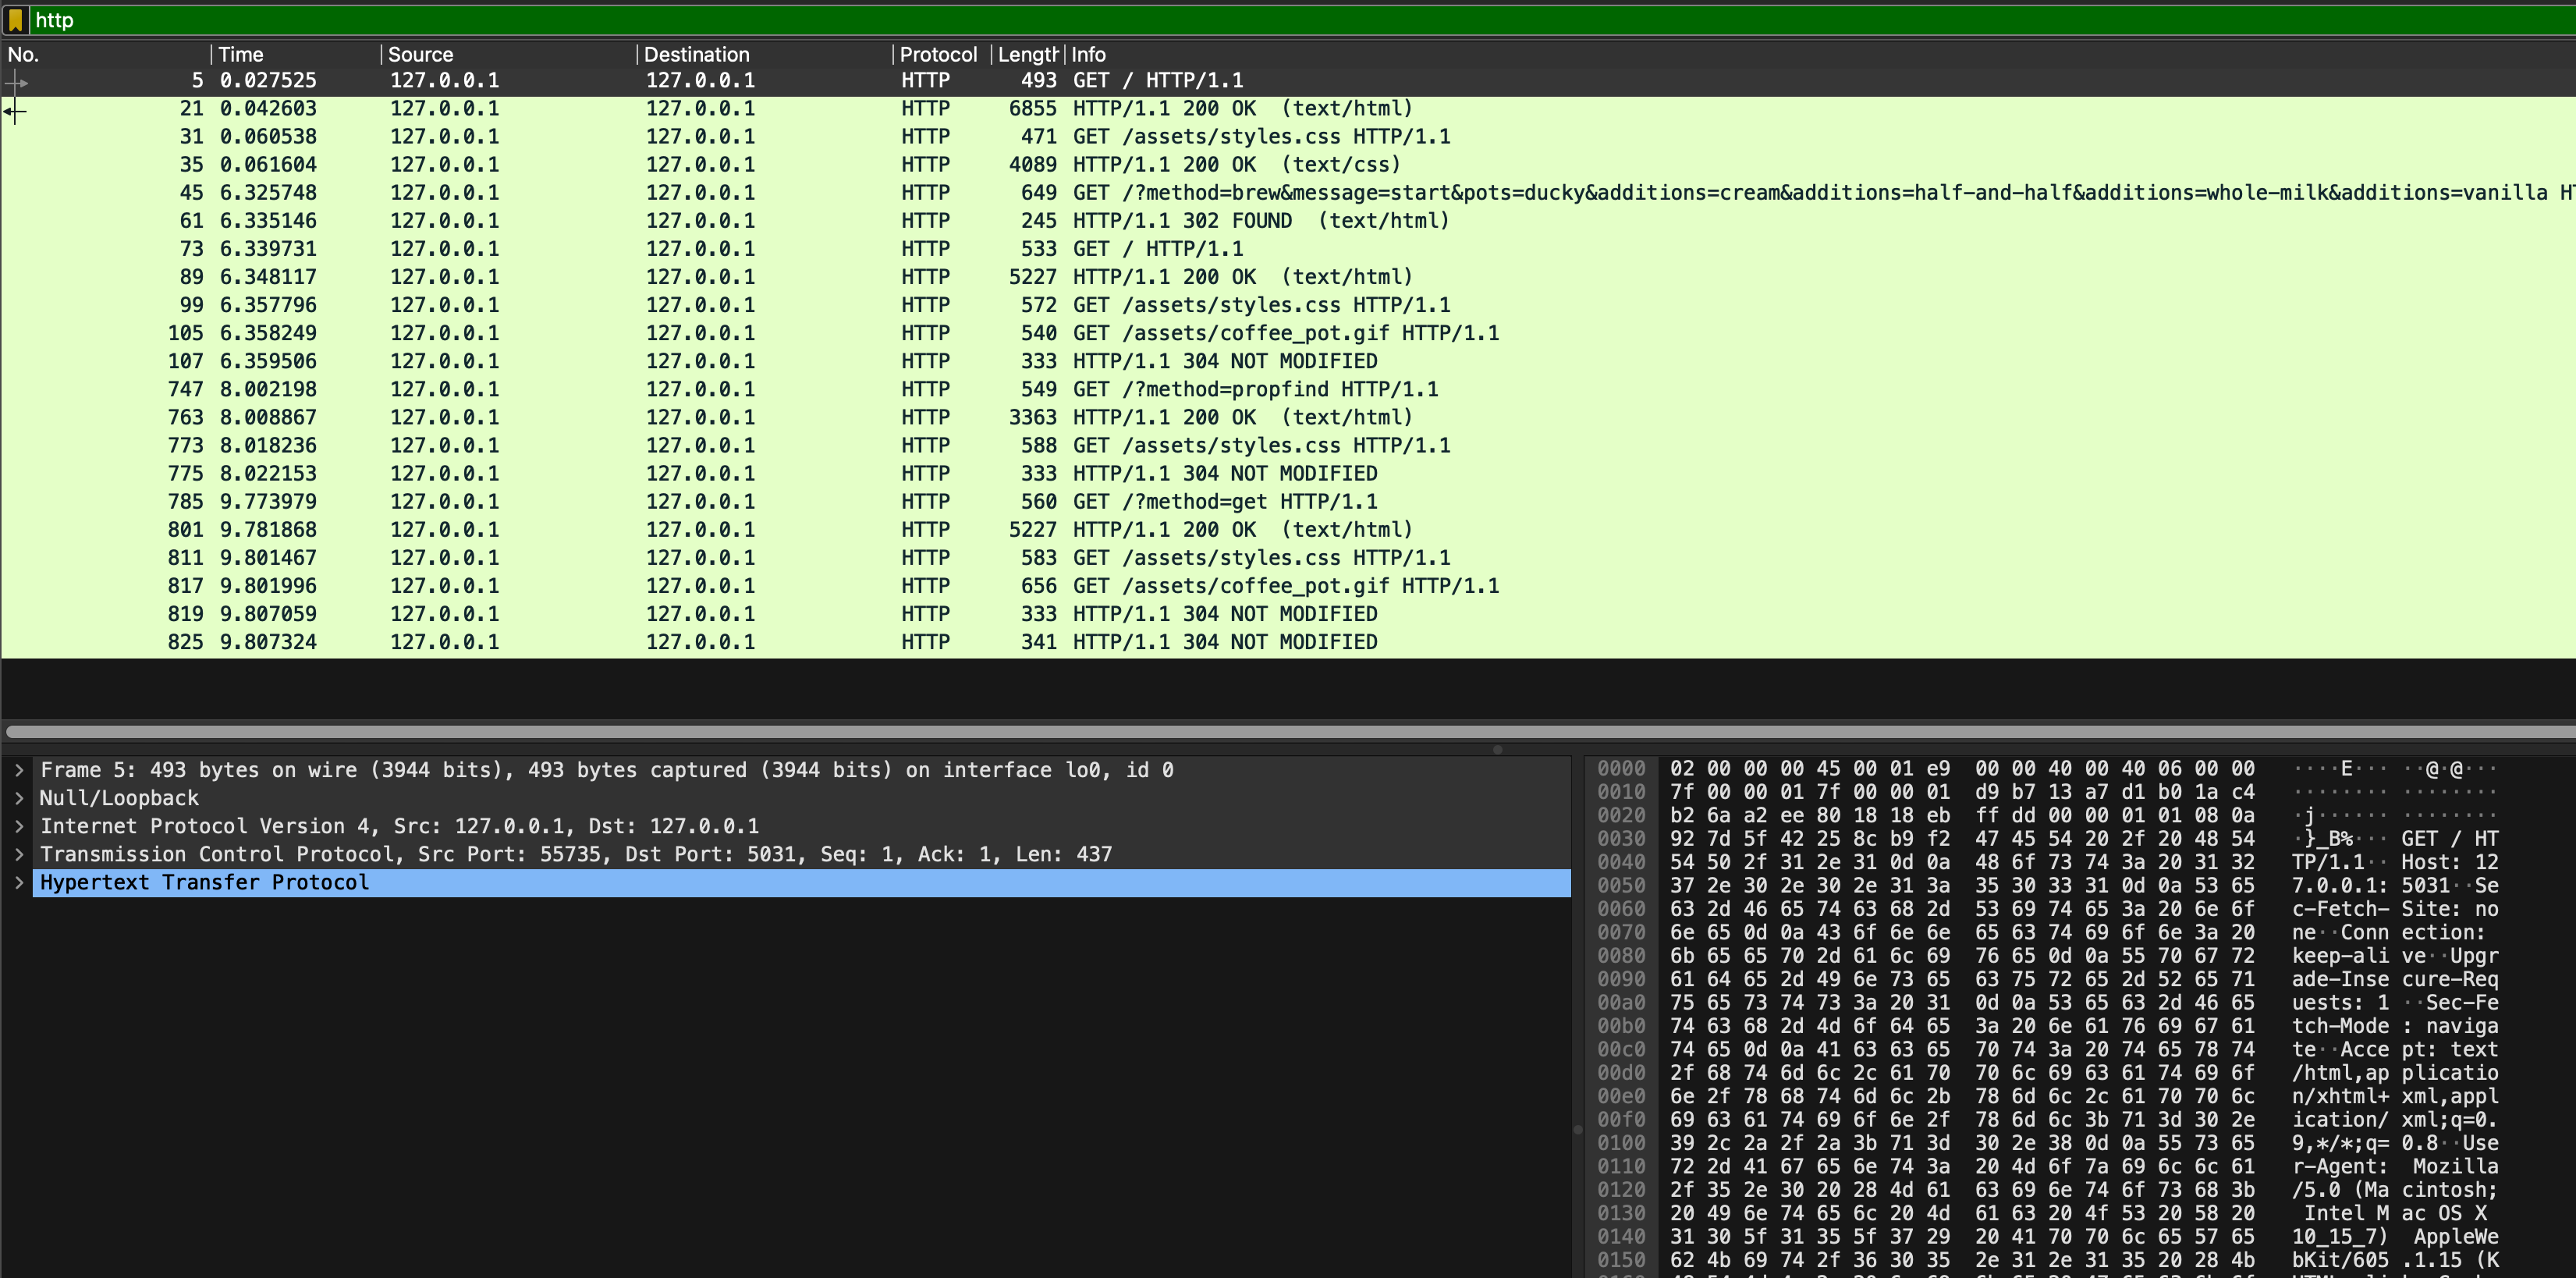 http
No. Time Source Destination Protocol Length Info
5 0.027525 127.0.0.1 127.0.0.1 HTTP 493 GET / HTTP/1.1
21 0.042603 127.0.0.1 127.0.0.1 HTTP 6855 HTTP/1.1 200 OK (text/html)
31 0.060538 127.0.0.1 127.0.0.1 HTTP 471 GET /assets/styles.css HTTP/1.1
35 0.061604 127.0.0.1 127.0.0.1 HTTP 4089 HTTP/1.1 200 OK (text/css)
45 6.325748 127.0.0.1 127.0.0.1 HTTP 649 GET /?method=brew&message=start&pots=ducky&additions=cream&additions=half-and-half&additions=whole-milk&additions=vanilla H
61 6.335146 127.0.0.1 127.0.0.1 HTTP 245 HTTP/1.1 302 FOUND (text/html)
73 6.339731 127.0.0.1 127.0.0.1 HTTP 533 GET / HTTP/1.1
89 6.348117 127.0.0.1 127.0.0.1 HTTP 5227 HTTP/1.1 200 OK (text/html)
99 6.357796 127.0.0.1 127.0.0.1 HTTP 572 GET /assets/styles.css HTTP/1.1
105 6.358249 127.0.0.1 127.0.0.1 HTTP 540 GET /assets/coffee_pot.gif HTTP/1.1
107 6.359506 127.0.0.1 127.0.0.1 HTTP 333 HTTP/1.1 304 NOT MODIFIED
747 8.002198 127.0.0.1 127.0.0.1 HTTP 549 GET /?method=propfind HTTP/1.1
763 8.008867 127.0.0.1 127.0.0.1 HTTP 3363 HTTP/1.1 200 OK (text/html)
773 8.018236 127.0.0.1 127.0.0.1 HTTP 588 GET /assets/styles.css HTTP/1.1
775 8.022153 127.0.0.1 127.0.0.1 HTTP 333 HTTP/1.1 304 NOT MODIFIED
785 9.773979 127.0.0.1 127.0.0.1 HTTP 560 GET /?method=get HTTP/1.1
801 9.781868 127.0.0.1 127.0.0.1 HTTP 5227 HTTP/1.1 200 OK (text/html)
811 9.801467 127.0.0.1 127.0.0.1 HTTP 583 GET /assets/styles.css HTTP/1.1
817 9.801996 127.0.0.1 127.0.0.1 HTTP 656 GET /assets/coffee_pot.gif HTTP/1.1
819 9.807059 127.0.0.1 127.0.0.1 HTTP 333 HTTP/1.1 304 NOT MODIFIED
825 9.807324 127.0.0.1 127.0.0.1 HTTP 341 HTTP/1.1 304 NOT MODIFIED
Frame 5: 493 bytes on wire (3944 bits), 493 bytes captured (3944 bits) on interface lo0, id 0
Null/Loopback
Internet Protocol Version 4, Src: 127.0.0.1, Dst: 127.0.0.1
Transmission Control Protocol, Src Port: 55735, Dst Port: 5031, Seq: 1, Ack: 1, Len: 437
Hypertext Transfer Protocol
0000 02 00 00 00 45 00 01 e9 00 00 40 00 40 06 00 00 ····E··· ··@·@···
0010 7f 00 00 01 7f 00 00 01 d9 b7 13 a7 d1 b0 1a c4 ········ ········
0020 b2 6a a2 ee 80 18 18 eb ff dd 00 00 01 01 08 0a ·j······ ········
0030 92 7d 5f 42 25 8c b9 f2 47 45 54 20 2f 20 48 54 ·}_B%··· GET / HT
0040 54 50 2f 31 2e 31 0d 0a 48 6f 73 74 3a 20 31 32 TP/1.1·· Host: 12
0050 37 2e 30 2e 30 2e 31 3a 35 30 33 31 0d 0a 53 65 7.0.0.1: 5031··Se
0060 63 2d 46 65 74 63 68 2d 53 69 74 65 3a 20 6e 6f c-Fetch- Site: no
0070 6e 65 0d 0a 43 6f 6e 6e 65 63 74 69 6f 6e 3a 20 ne··Conn ection:
0080 6b 65 65 70 2d 61 6c 69 76 65 0d 0a 55 70 67 72 keep-ali ve··Upgr
0090 61 64 65 2d 49 6e 73 65 63 75 72 65 2d 52 65 71 ade-Inse cure-Req
00a0 75 65 73 74 73 3a 20 31 0d 0a 53 65 63 2d 46 65 uests: 1 ··Sec-Fe
00b0 74 63 68 2d 4d 6f 64 65 3a 20 6e 61 76 69 67 61 tch-Mode : naviga
00c0 74 65 0d 0a 41 63 63 65 70 74 3a 20 74 65 78 74 te··Acce pt: text
00d0 2f 68 74 6d 6c 2c 61 70 70 6c 69 63 61 74 69 6f /html,ap plicatio
00e0 6e 2f 78 68 74 6d 6c 2b 78 6d 6c 2c 61 70 70 6c n/xhtml+ xml,appl
00f0 69 63 61 74 69 6f 6e 2f 78 6d 6c 3b 71 3d 30 2e ication/ xml;q=0.
0100 39 2c 2a 2f 2a 3b 71 3d 30 2e 38 0d 0a 55 73 65 9,*/*;q= 0.8··Use
0110 72 2d 41 67 65 6e 74 3a 20 4d 6f 7a 69 6c 6c 61 r-Agent: Mozilla
0120 2f 35 2e 30 20 28 4d 61 63 69 6e 74 6f 73 68 3b /5.0 (Ma cintosh;
0130 20 49 6e 74 65 6c 20 4d 61 63 20 4f 53 20 58 20 Intel M ac OS X
0140 31 30 5f 31 35 5f 37 29 20 41 70 70 6c 65 57 65 10_15_7) AppleWe
0150 62 4b 69 74 2f 36 30 35 2e 31 2e 31 35 20 28 4b bKit/605 .1.15 (K